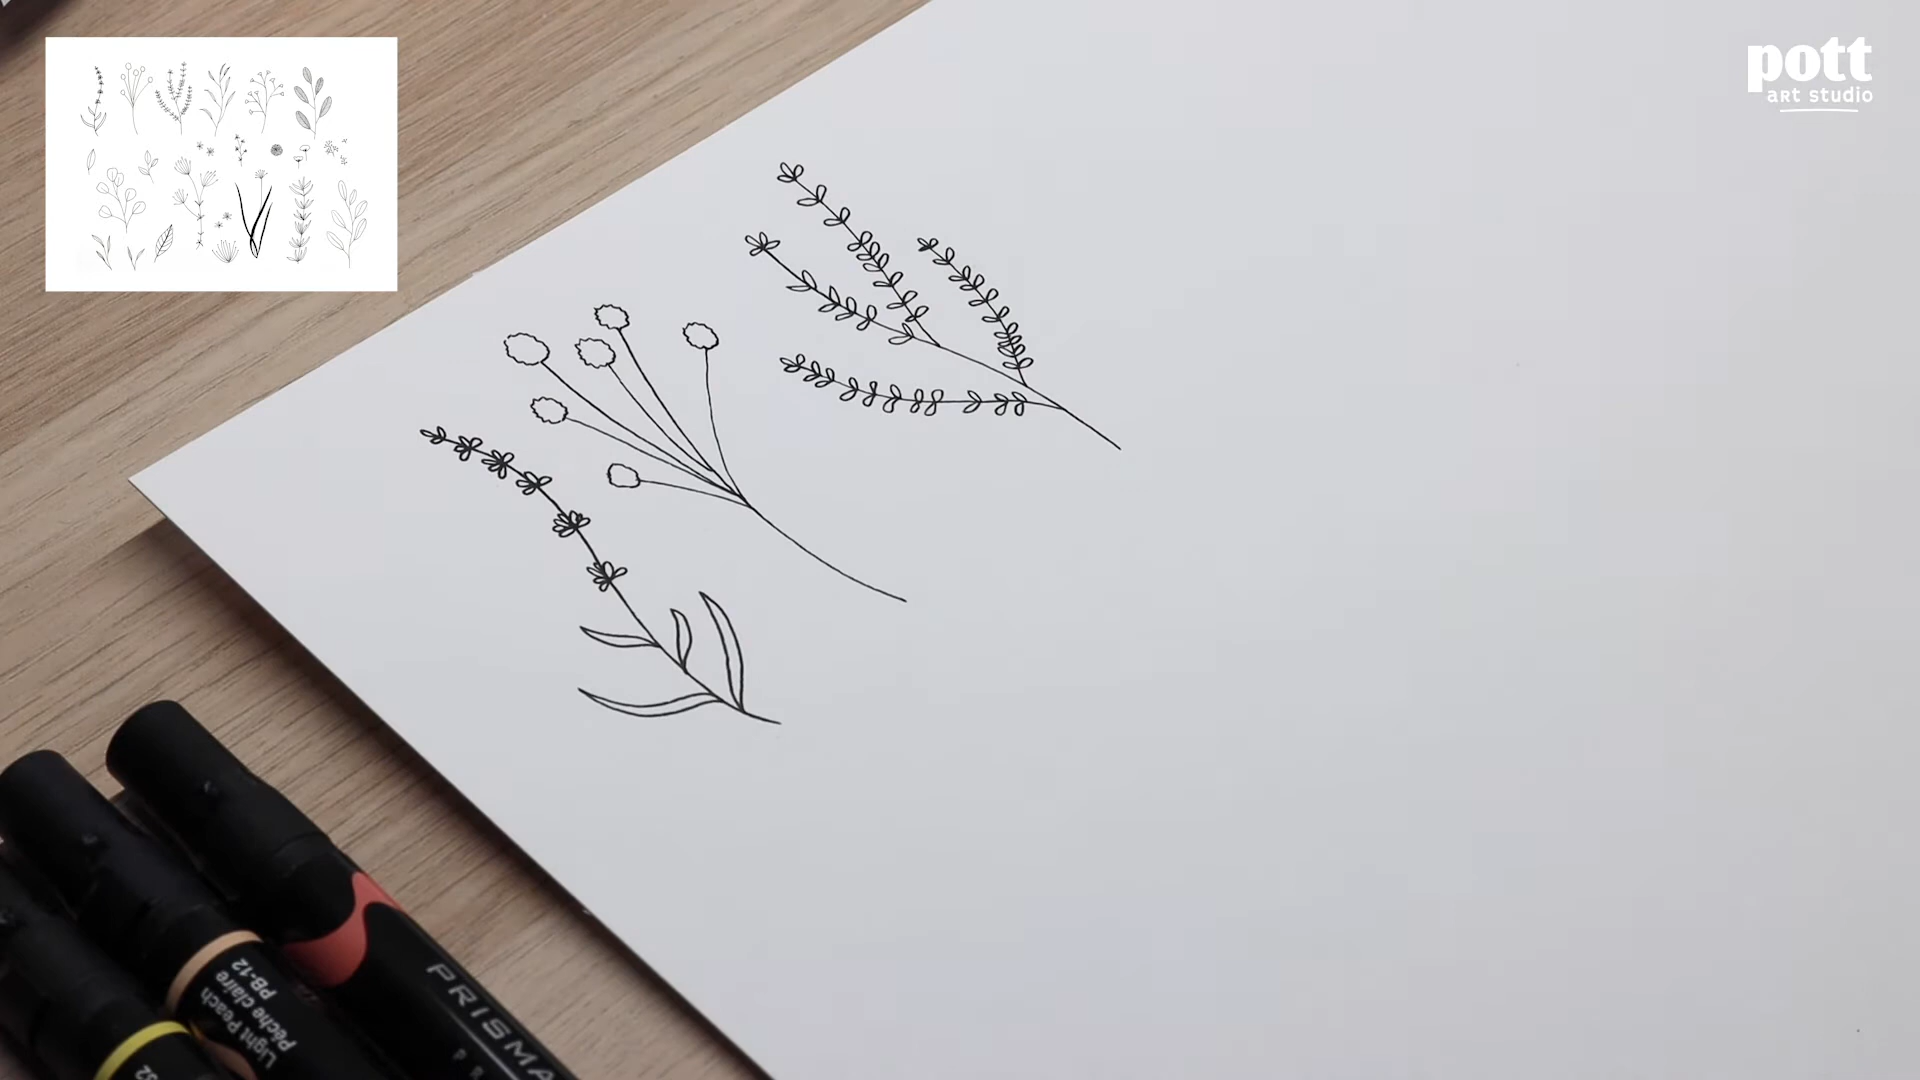 pott
art studio
PRISMA
Light Peach
Pêche claire
PB-12